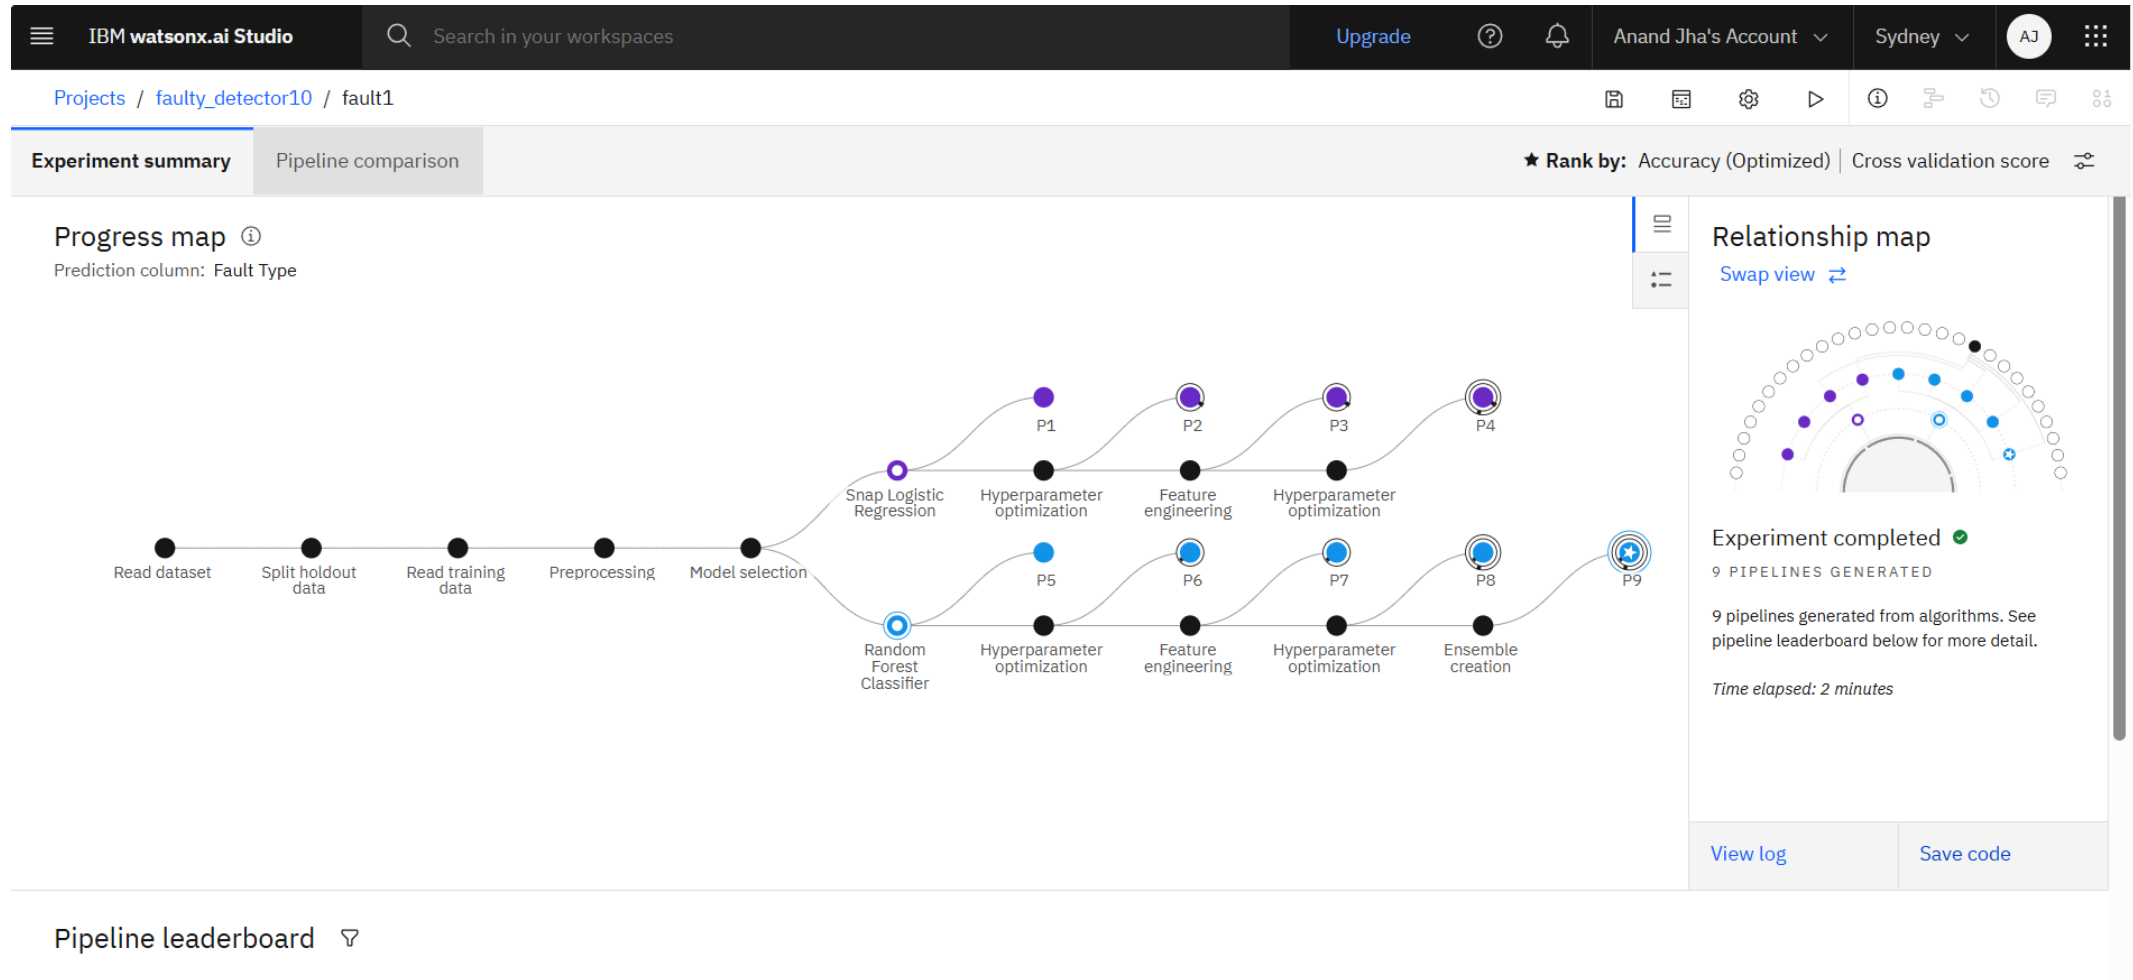 IBM watsonx.ai Studio
Search in your workspaces
Upgrade
Anand Jha's Account
Sydney
AJ
Projects / faulty_detector10 / fault1
Experiment summary
Pipeline comparison
★ Rank by: Accuracy (Optimized) | Cross validation score
Progress map
Prediction column: Fault Type
P1
P2
P3
P4
Snap Logistic
Regression
Hyperparameter
optimization
Feature
engineering
Hyperparameter
optimization
Read dataset
Split holdout
data
Read training
data
Preprocessing
Model selection
P5
P6
P7
P8
P9
Random
Forest
Classifier
Hyperparameter
optimization
Feature
engineering
Hyperparameter
optimization
Ensemble
creation
Relationship map
Swap view
Experiment completed
9 PIPELINES GENERATED
9 pipelines generated from algorithms. See
pipeline leaderboard below for more detail.
Time elapsed: 2 minutes
View log
Save code
Pipeline leaderboard